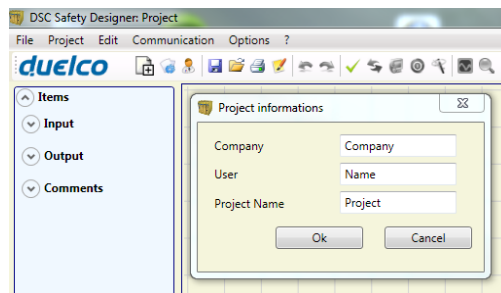 DSC Safety Designer: Project
File Project Edit Communication Options ?
duelco
Items
Input
Output
Comments
Project informations
Company Company
User Name
Project Name Project
Ok Cancel